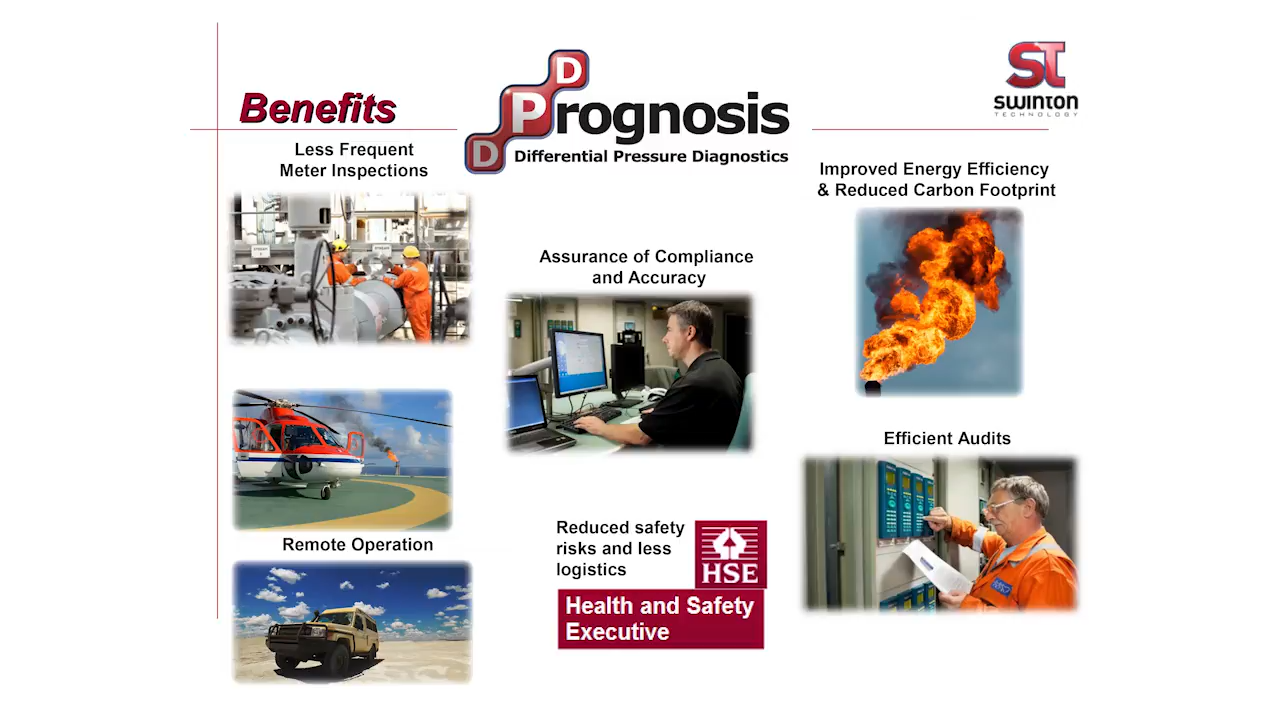 Benefits
D
P
D
Prognosis
Differential Pressure Diagnostics
ST
SWINTON
TECHNOLOGY
Less Frequent
Meter Inspections
Improved Energy Efficiency
& Reduced Carbon Footprint
Assurance of Compliance
and Accuracy
Efficient Audits
Remote Operation
Reduced safety
risks and less
logistics
HSE
Health and Safety
Executive